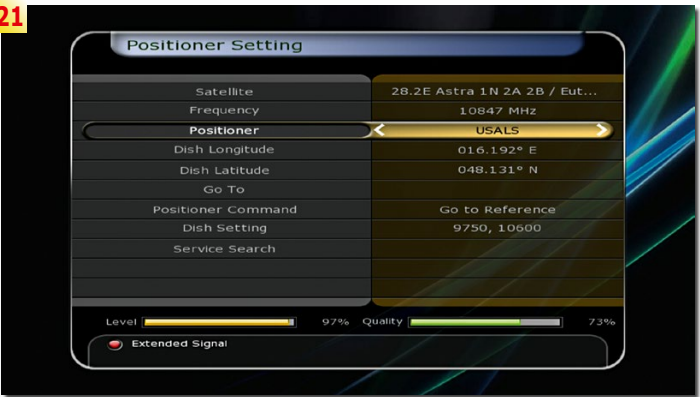 21
Positioner Setting
Satellite 28.2E Astra 1N 2A 2B / Eut...
Frequency 10847 MHz
Positioner USALS
Dish Longitude 016.192° E
Dish Latitude 048.131° N
Go To
Positioner Command Go to Reference
Dish Setting 9750, 10600
Service Search
Level 97% Quality 73%
Extended Signal